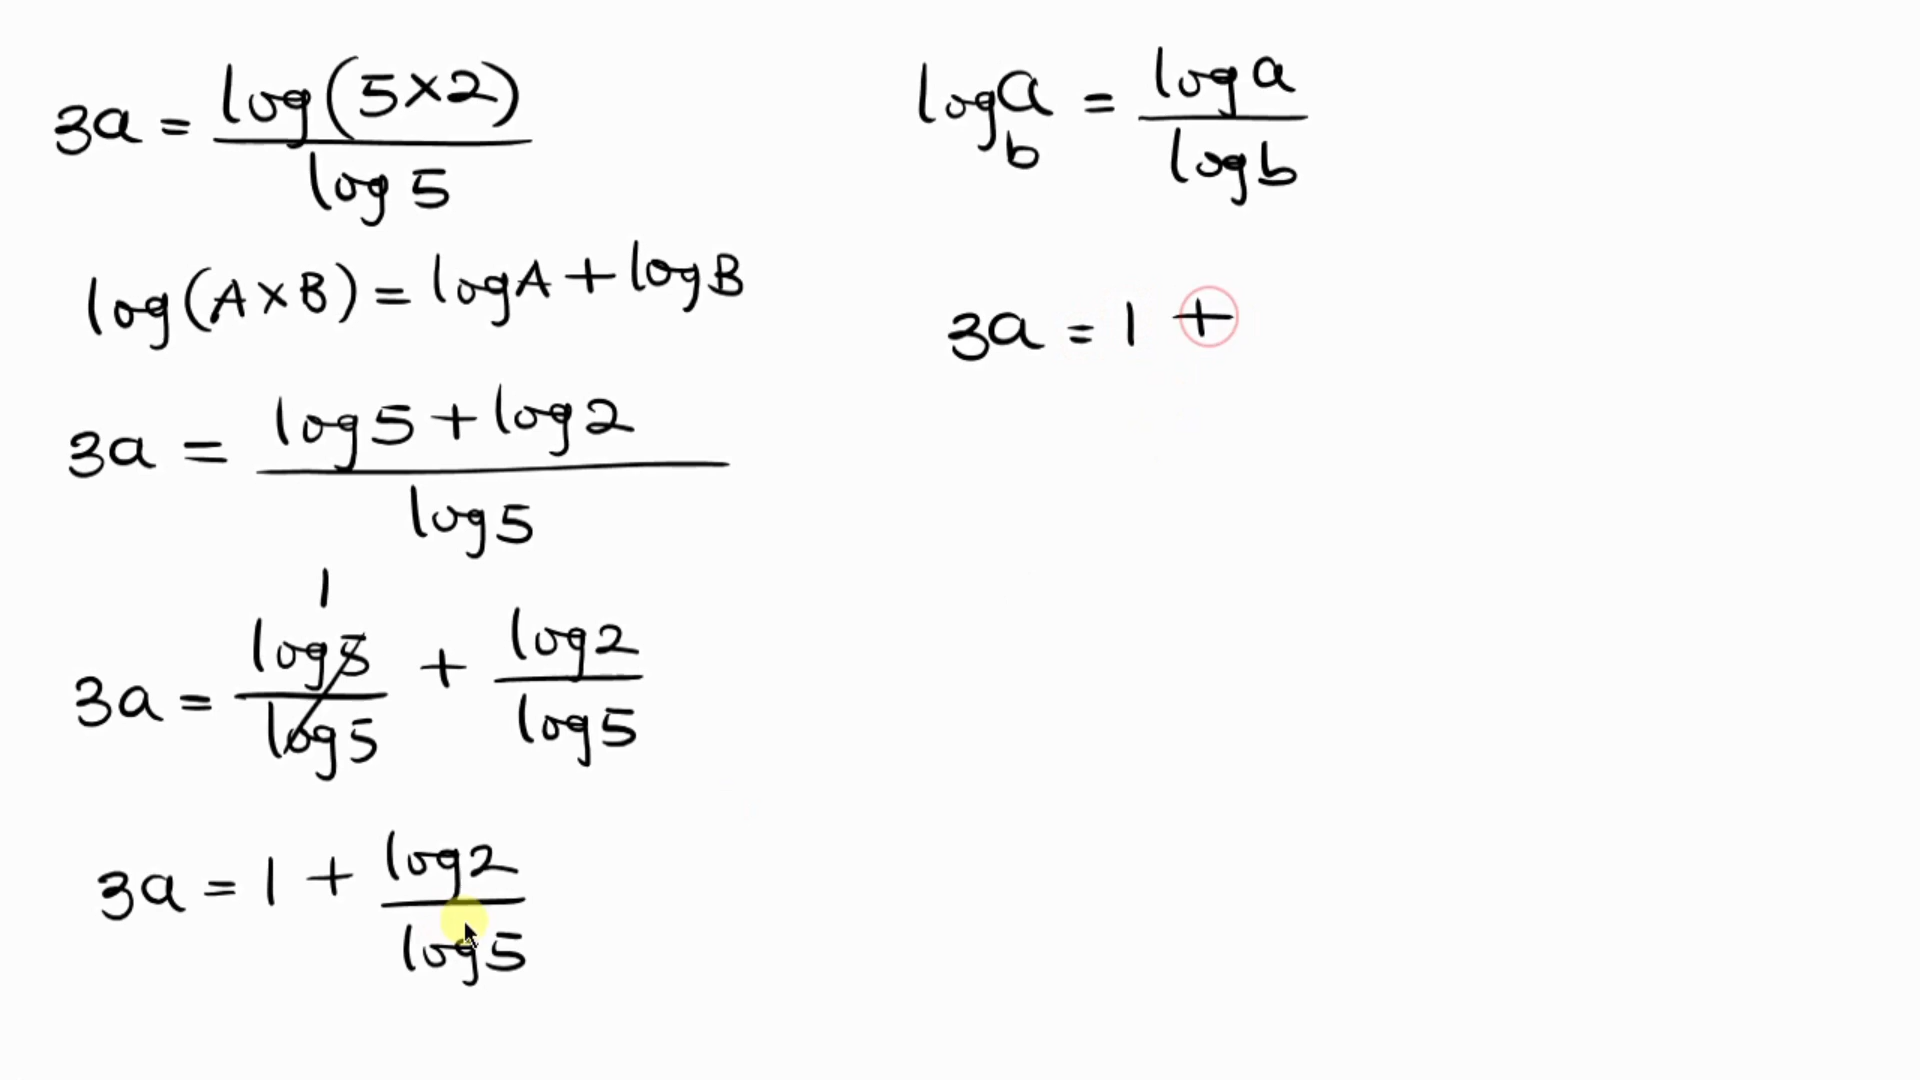 3a = log(5×2) / log 5
log(A×B) = logA + logB
3a = log5 + log2 / log5
1
3a = log5 / log5 + log2 / log5
3a = 1 + log2 / log5
log_b a = log a / log b
3a = 1 +